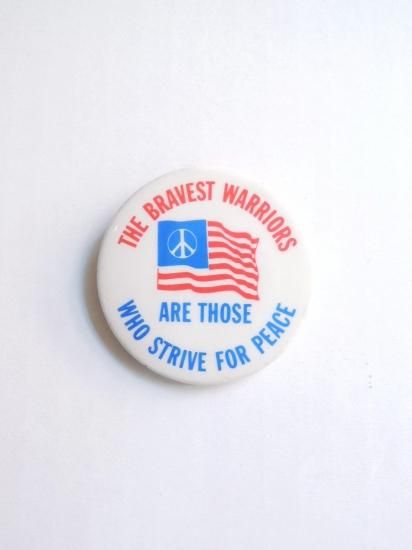 THE BRAVEST WARRIORS
ARE THOSE
WHO STRIVE FOR PEACE